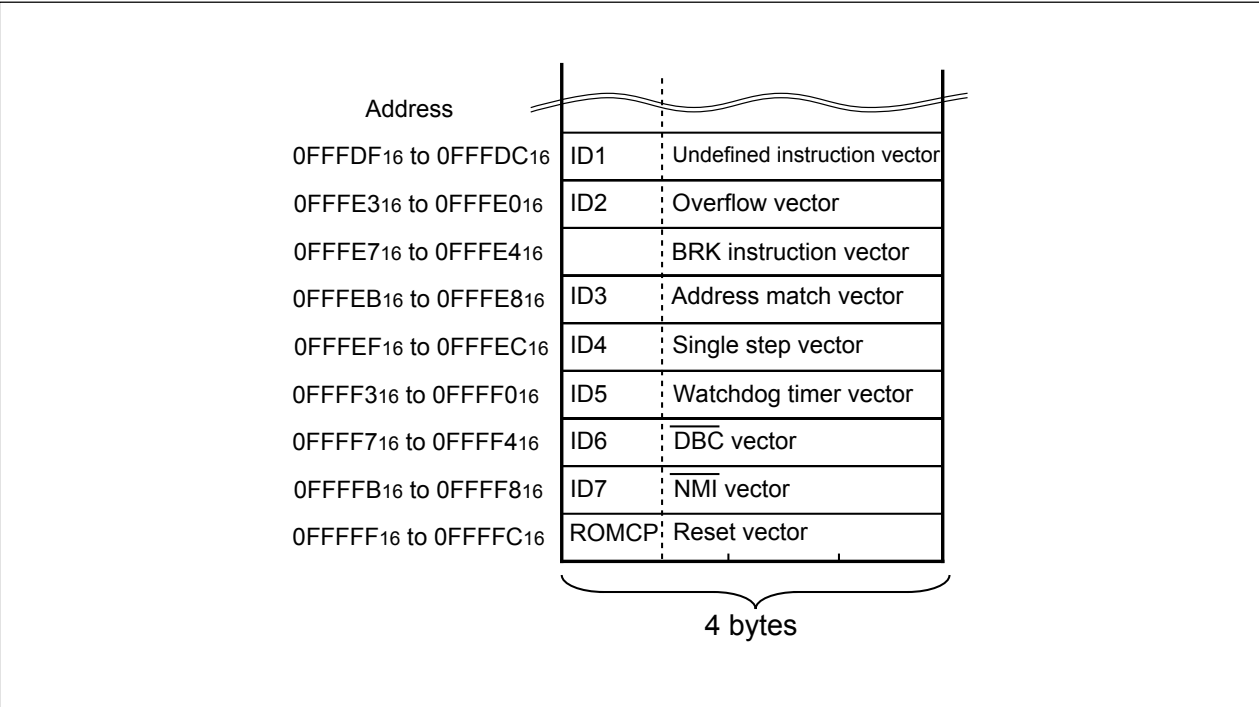 Address
0FFFDF16 to 0FFFDC16 ID1 Undefined instruction vector
0FFFE316 to 0FFFE016 ID2 Overflow vector
0FFFE716 to 0FFFE416 BRK instruction vector
0FFFEB16 to 0FFFE816 ID3 Address match vector
0FFFEF16 to 0FFFEC16 ID4 Single step vector
0FFFF316 to 0FFFF016 ID5 Watchdog timer vector
0FFFF716 to 0FFFF416 ID6 DBC vector
0FFFFB16 to 0FFFF816 ID7 NMI vector
0FFFFF16 to 0FFFFC16 ROMCP Reset vector
4 bytes